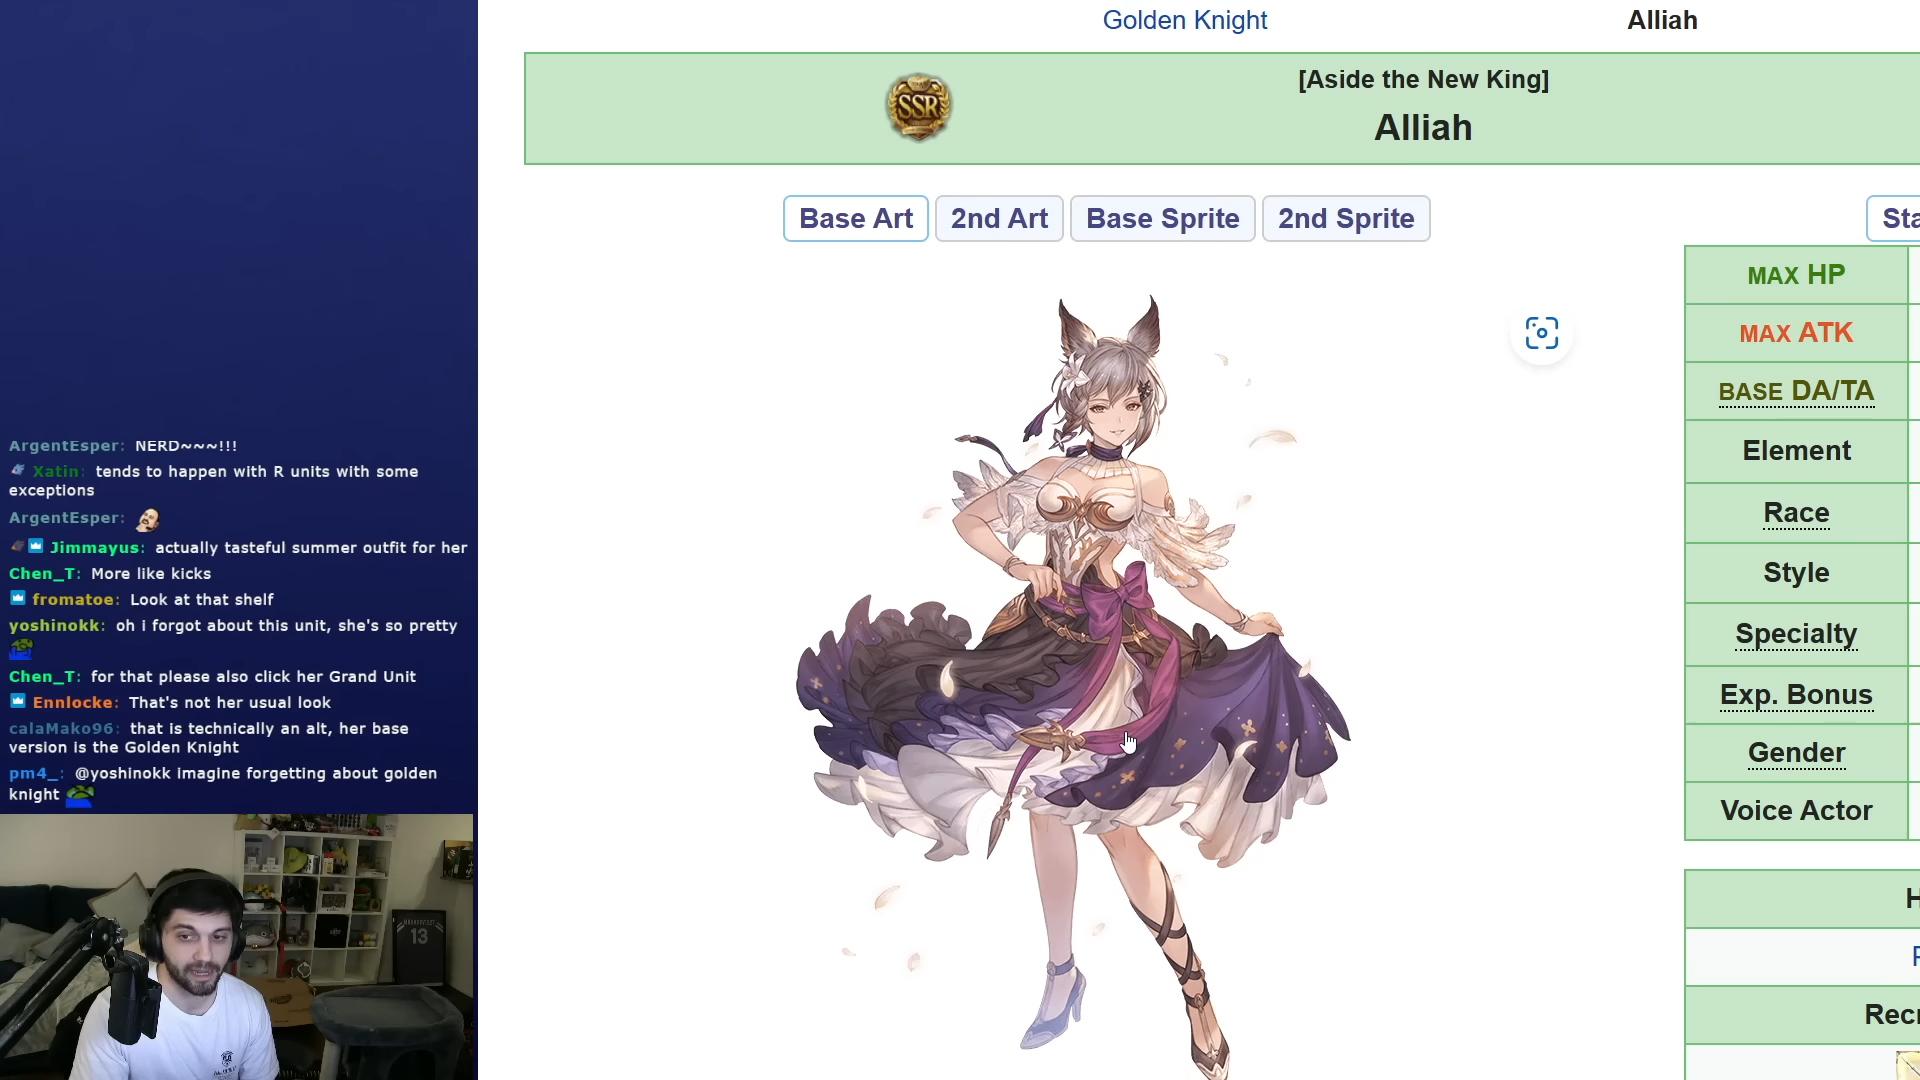 Golden Knight
Alliah
[Aside the New King]
SSR
Alliah
Base Art
2nd Art
Base Sprite
2nd Sprite
Sta
MAX HP
MAX ATK
BASE DA/TA
Element
Race
Style
Specialty
Exp. Bonus
Gender
Voice Actor
H
Recr
ArgentEsper: NERD~~~!!!
Xatin: tends to happen with R units with some
exceptions
ArgentEsper:
Jimmayus: actually tasteful summer outfit for her
Chen_T: More like kicks
fromatoe: Look at that shelf
yoshinokk: oh i forgot about this unit, she's so pretty
Chen_T: for that please also click her Grand Unit
Ennlocke: That's not her usual look
calaMako96: that is technically an alt, her base
version is the Golden Knight
pm4_: @yoshinokk imagine forgetting about golden
knight
13